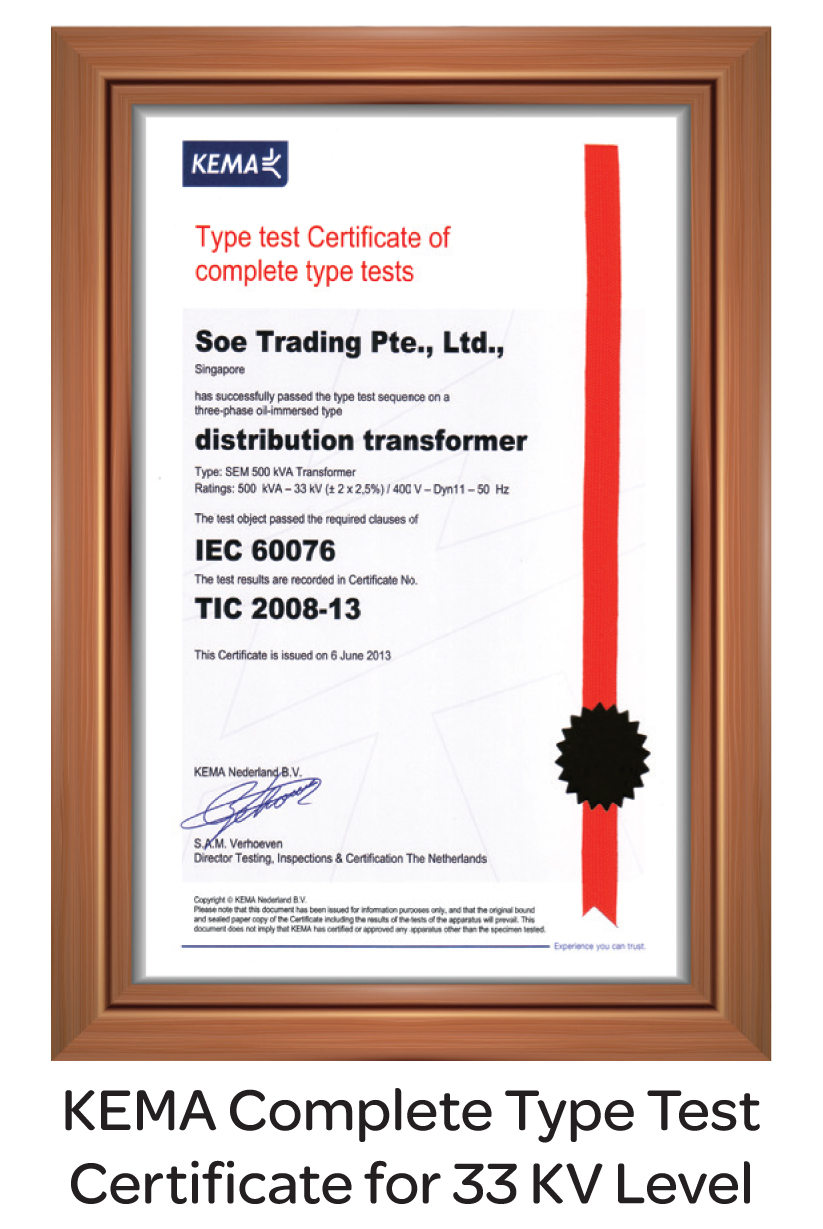 KEMA
Type test Certificate of
complete type tests
Soe Trading Pte., Ltd.,
Singapore
has successfully passed the type test sequence on a
three-phase oil-immersed type
distribution transformer
Type: SEM 500 kVA Transformer
Ratings: 500 kVA – 33 kV (± 2 x 2,5%) / 400 V – Dyn11 – 50 Hz
The test object passed the required clauses of
IEC 60076
The test results are recorded in Certificate No.
TIC 2008-13
This Certificate is issued on 6 June 2013
KEMA Nederland B.V.
S.A.M. Verhoeven
Director Testing, Inspections & Certification The Netherlands
Copyright © KEMA Nederland B.V.
Please note that this document has been issued for information purposes only, and that the original bound
and sealed paper copy of the Certificate including the results of the tests of the apparatus will prevail. This
document does not imply that KEMA has certified or approved any apparatus other than the specimen tested.
Experience you can trust.
KEMA Complete Type Test
Certificate for 33 KV Level